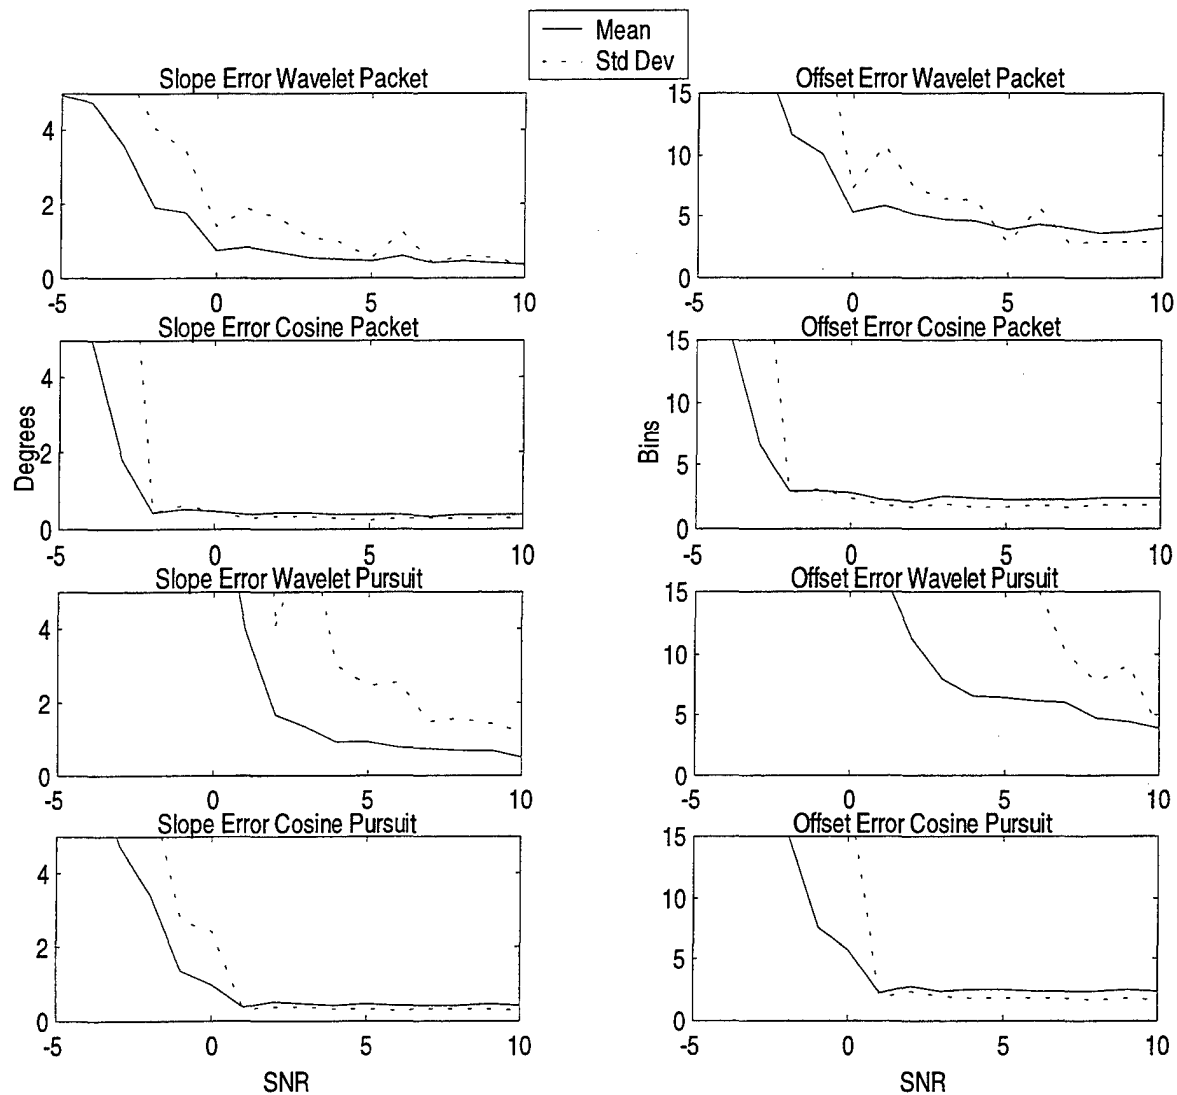 Mean
Std Dev
Slope Error Wavelet Packet
4
2
0
-5 0 5 10
Offset Error Wavelet Packet
15
10
5
0
-5 0 5 10
Slope Error Cosine Packet
Degrees
4
2
0
-5 0 5 10
Offset Error Cosine Packet
Bins
15
10
5
0
-5 0 5 10
Slope Error Wavelet Pursuit
4
2
0
-5 0 5 10
Offset Error Wavelet Pursuit
15
10
5
0
-5 0 5 10
Slope Error Cosine Pursuit
4
2
0
-5 0 5 10
SNR
Offset Error Cosine Pursuit
15
10
5
0
-5 0 5 10
SNR